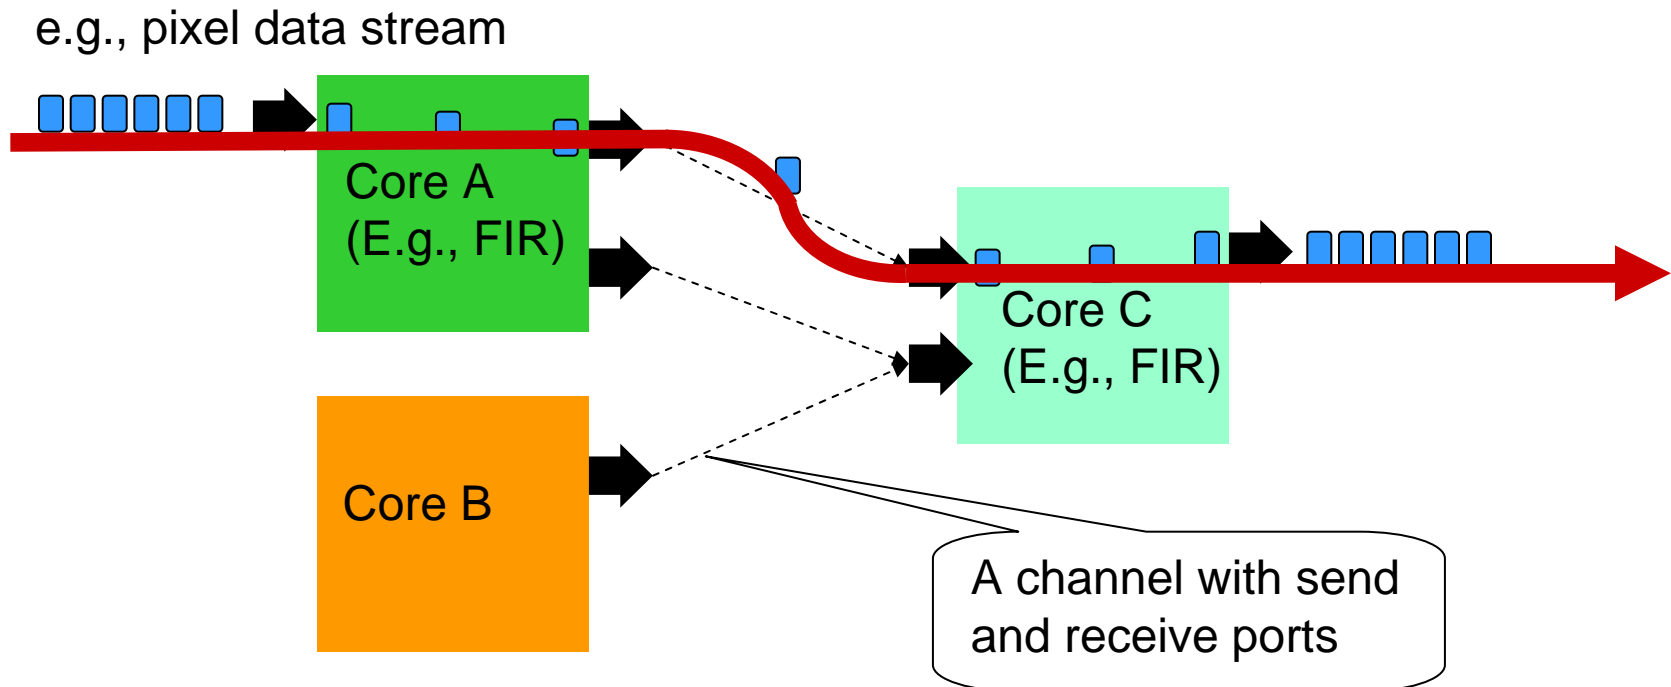 e.g., pixel data stream
Core A
(E.g., FIR)
Core C
(E.g., FIR)
Core B
A channel with send
and receive ports